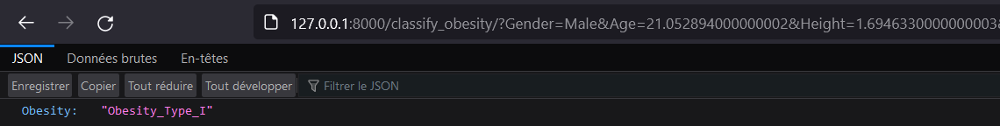 127.0.0.1:8000/classify_obesity/?Gender=Male&Age=21.052894000000002&Height=1.6946330000000003&
JSON Données brutes En-têtes
Enregistrer Copier Tout réduire Tout développer Filtrer le JSON
Obesity: "Obesity_Type_I"